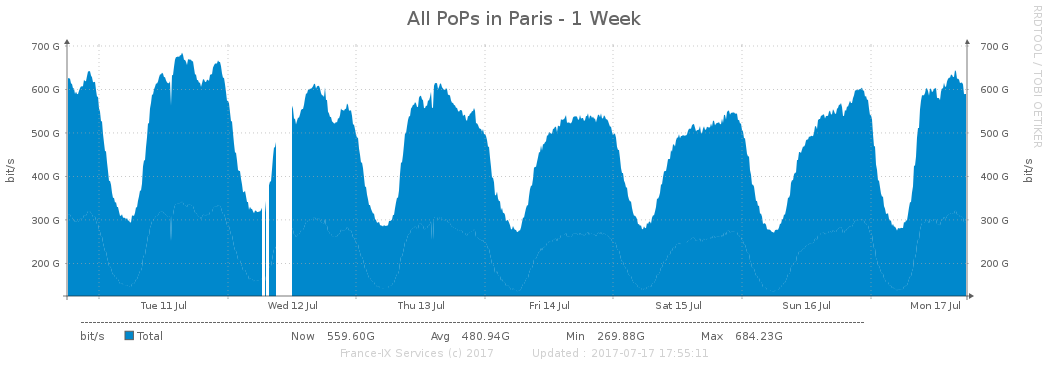 All PoPs in Paris - 1 Week
RRDTOOL / TOBI OETIKER
700 G 700 G
600 G 600 G
500 G 500 G
400 G 400 G
300 G 300 G
200 G 200 G
bit/s bit/s
Tue 11 Jul Wed 12 Jul Thu 13 Jul Fri 14 Jul Sat 15 Jul Sun 16 Jul Mon 17 Jul
bit/s Total Now 559.60G Avg 480.94G Min 269.88G Max 684.23G
France-IX Services (c) 2017 Updated : 2017-07-17 17:55:11